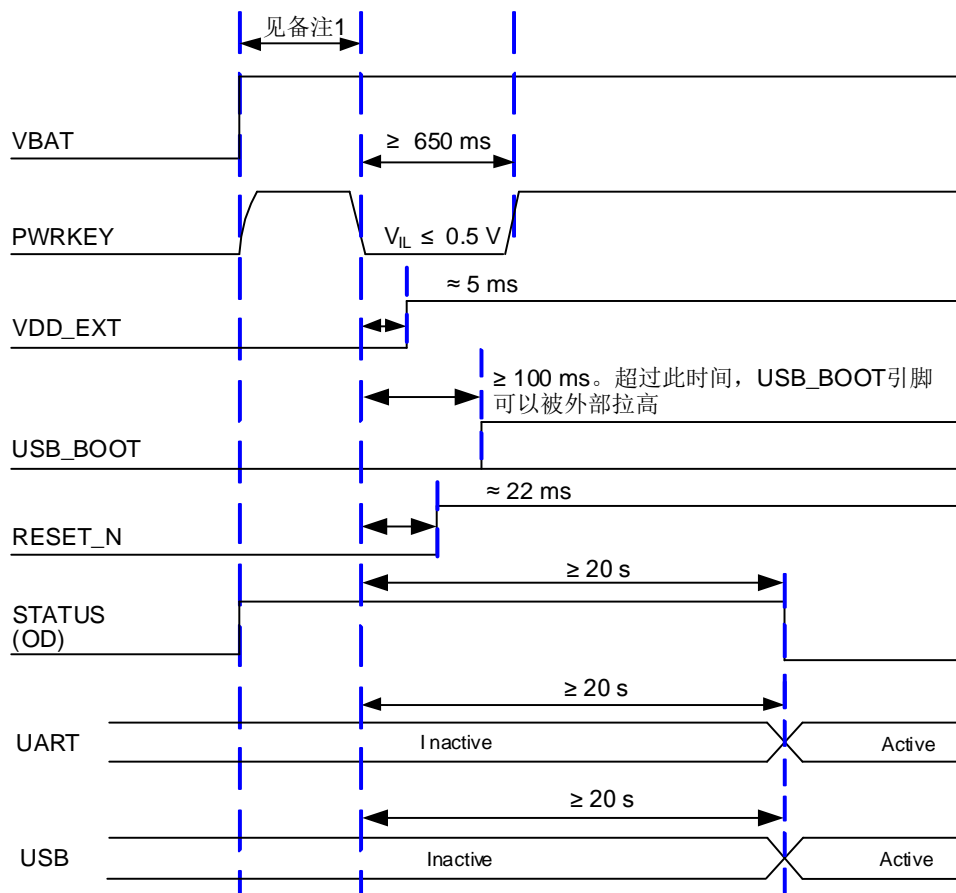 见备注1
VBAT
≥ 650 ms
PWRKEY
VIL ≤ 0.5 V
≈ 5 ms
VDD_EXT
≥ 100 ms。超过此时间，USB_BOOT引脚
可以被外部拉高
USB_BOOT
≈ 22 ms
RESET_N
≥ 20 s
STATUS
(OD)
≥ 20 s
UART
Inactive
Active
≥ 20 s
USB
Inactive
Active